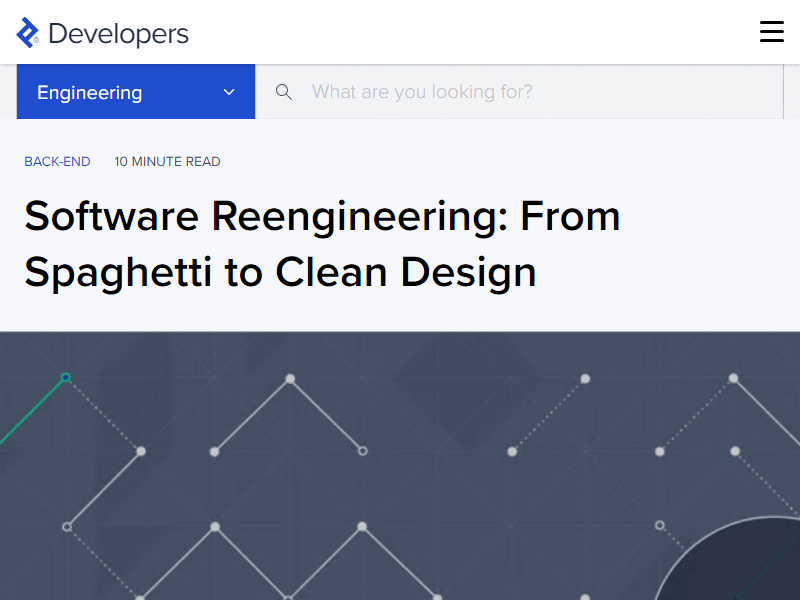 Developers
Engineering
What are you looking for?
BACK-END 10 MINUTE READ
Software Reengineering: From
Spaghetti to Clean Design